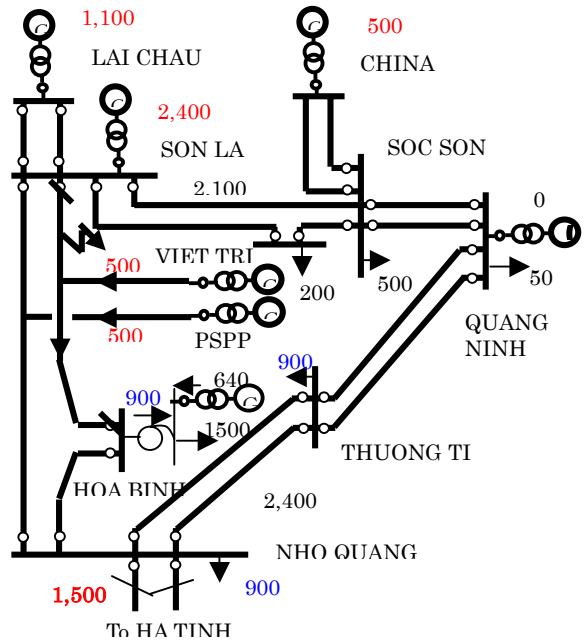 1,100
500
LAI CHAU
CHINA
2,400
SON LA
SOC SON
2,100
0
VIET TRI
500
200
500
50
500
PSPP
QUANG NINH
900
640
900
1500
THUONG TI
HOA BINH
2,400
NHO QUANG
1,500
900
To HA TINH